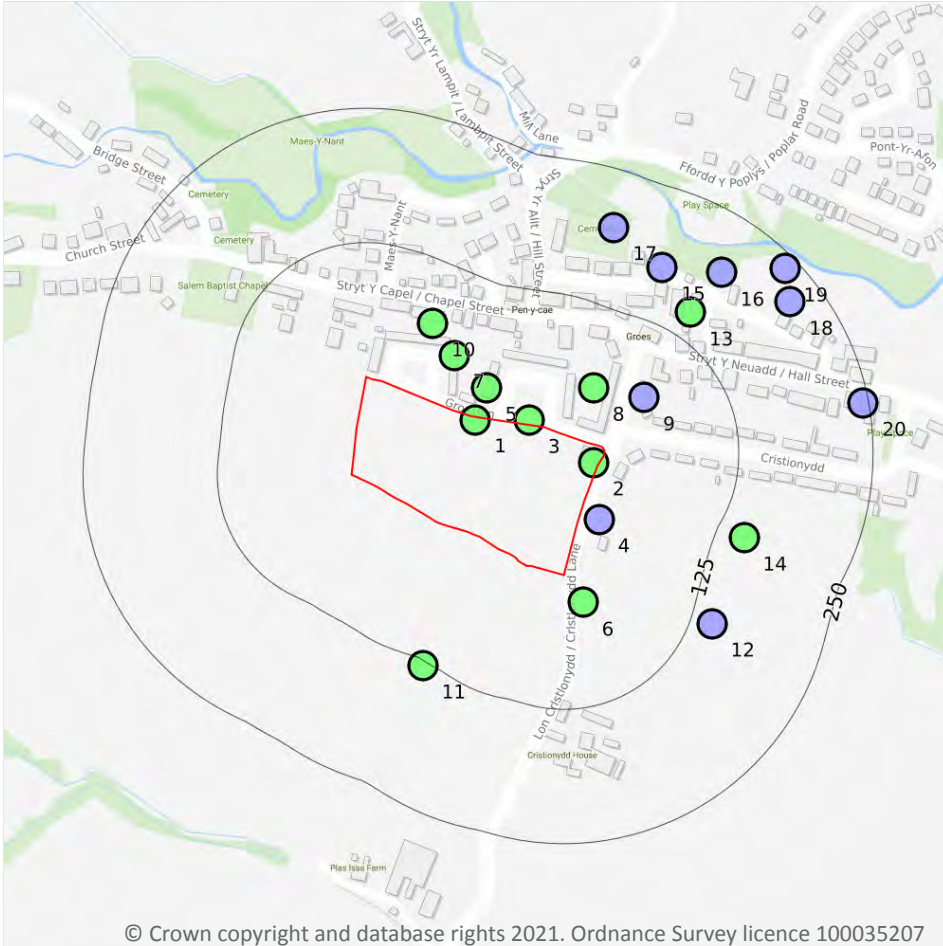 Stryt Yr Lampit / Lambpit Street
Mill Lane
Maes-Y-Nant
Bridge Street
Cemetery
Ffordd Y Poplys / Poplar Road
Pont-Yr-Afon
Play Space
Stryt Yr Allt / Hill Street
Church Street
Cemetery
Maes-Y-Nant
17
Salem Baptist Chapel
Stryt Y Capel / Chapel Street
Pen-y-cae
15
16
19
18
13
Groes
10
Stryt Y Neuadd / Hall Street
7
5
8
9
20
1
3
Cristionydd
2
4
14
125
250
6
12
11
Lon Cristionydd / Cristionydd Lane
Cristionydd House
Plas Issa Farm
© Crown copyright and database rights 2021. Ordnance Survey licence 100035207